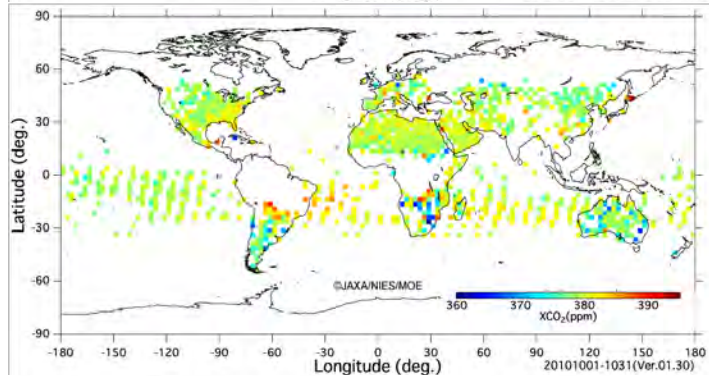 90
60
30
0
-30
-60
-90
Latitude (deg.)
©JAXA/NIES/MOE
360 370 380 390
XCO₂(ppm)
-180 -150 -120 -90 -60 -30 0 30 60 90 120 150 180
Longitude (deg.)
20101001-1031(Ver.01.30)